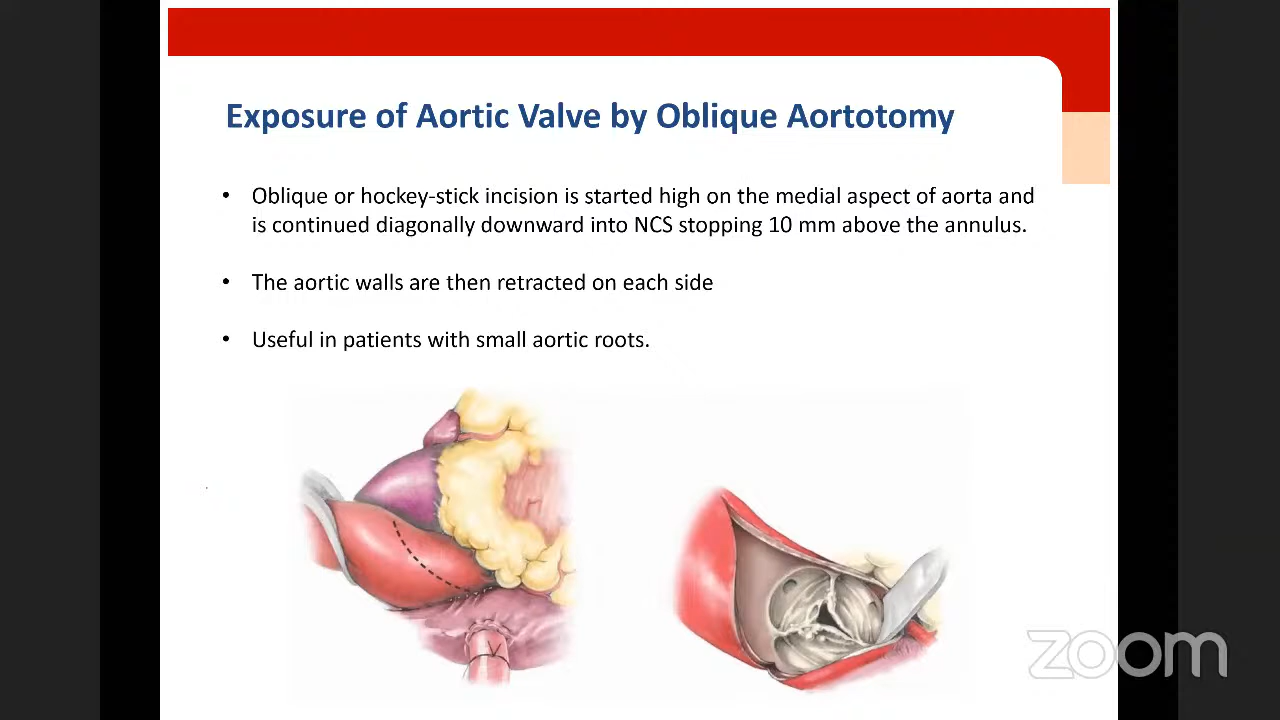 Exposure of Aortic Valve by Oblique Aortotomy
• Oblique or hockey-stick incision is started high on the medial aspect of aorta and
is continued diagonally downward into NCS stopping 10 mm above the annulus.
• The aortic walls are then retracted on each side
• Useful in patients with small aortic roots.
V
zoom